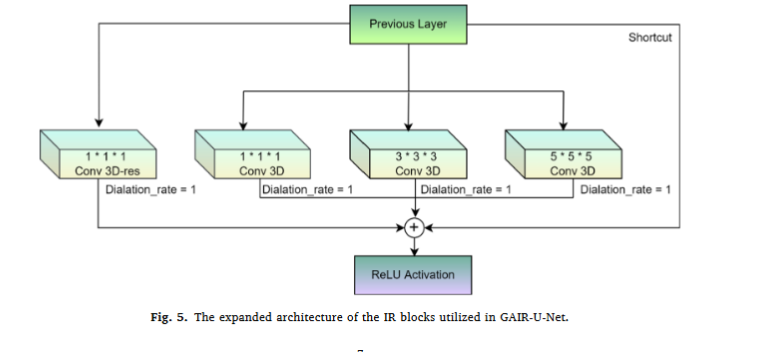 Previous Layer
Shortcut
1*1*1
Conv 3D-res
1*1*1
Conv 3D
3*3*3
Conv 3D
5*5*5
Conv 3D
Dialation_rate = 1
Dialation_rate = 1
Dialation_rate = 1
Dialation_rate = 1
+
ReLU Activation
Fig. 5. The expanded architecture of the IR blocks utilized in GAIR-U-Net.